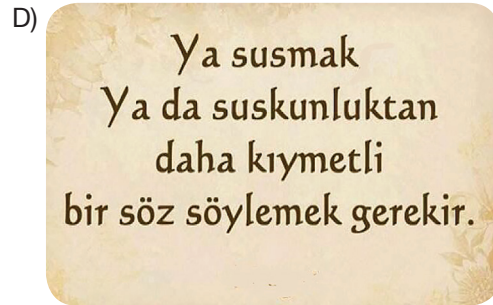 D)
Ya susmak
Ya da suskunluktan
daha kıymetli
bir söz söylemek gerekir.